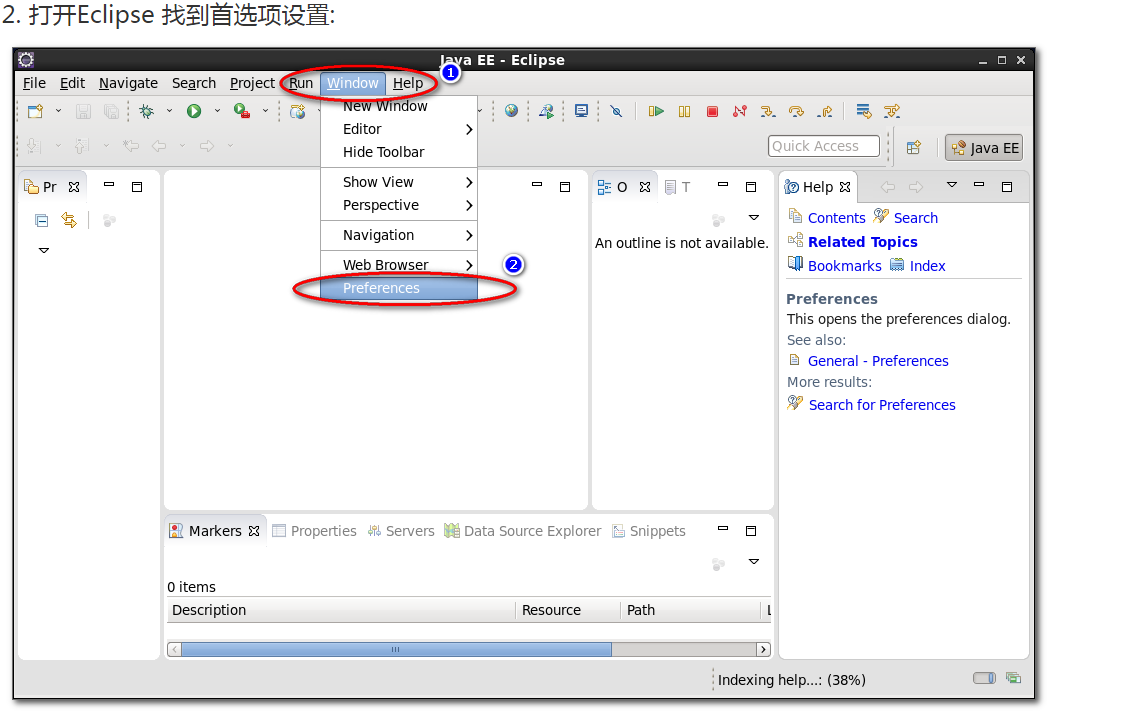 2. 打开Eclipse 找到首选项设置:
Java EE - Eclipse
File Edit Navigate Search Project Run Window Help
1
New Window
Editor
Hide Toolbar
Quick Access
Java EE
Show View
Perspective
Navigation
Web Browser
2
Preferences
Pr
O T
An outline is not available.
Help
Contents Search
Related Topics
Bookmarks Index
Preferences
This opens the preferences dialog.
See also:
General - Preferences
More results:
Search for Preferences
Markers Properties Servers Data Source Explorer Snippets
0 items
Description Resource Path L
Indexing help...: (38%)